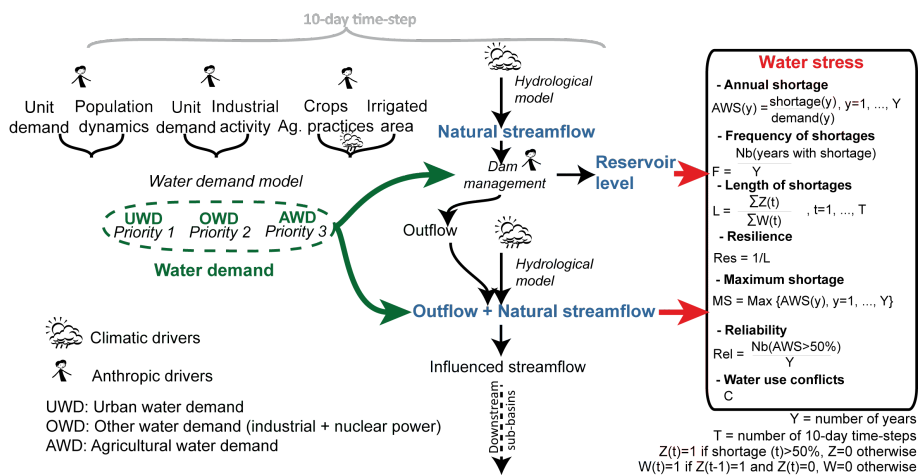 10-day time-step
Unit demand
Population dynamics
Unit demand
Industrial activity
Crops
Ag. practices
Irrigated area
Water demand model
UWD
Priority 1
OWD
Priority 2
AWD
Priority 3
Water demand
Hydrological
model
Natural streamflow
Dam
management
Reservoir
level
Outflow
Hydrological
model
Outflow + Natural streamflow
Influenced streamflow
Downstream
sub-basins
Climatic drivers
Anthropic drivers
UWD: Urban water demand
OWD: Other water demand (industrial + nuclear power)
AWD: Agricultural water demand
Water stress
- Annual shortage
AWS(y) = shortage(y) / demand(y), y=1, ..., Y
- Frequency of shortages
F = Nb(years with shortage) / Y
- Length of shortages
L = ΣZ(t) / ΣW(t) , t=1, ..., T
- Resilience
Res = 1/L
- Maximum shortage
MS = Max {AWS(y), y=1, ..., Y}
- Reliability
Rel = Nb(AWS>50%) / Y
- Water use conflicts
C
Y = number of years
T = number of 10-day time-steps
Z(t)=1 if shortage (t)>50%, Z=0 otherwise
W(t)=1 if Z(t-1)=1 and Z(t)=0, W=0 otherwise